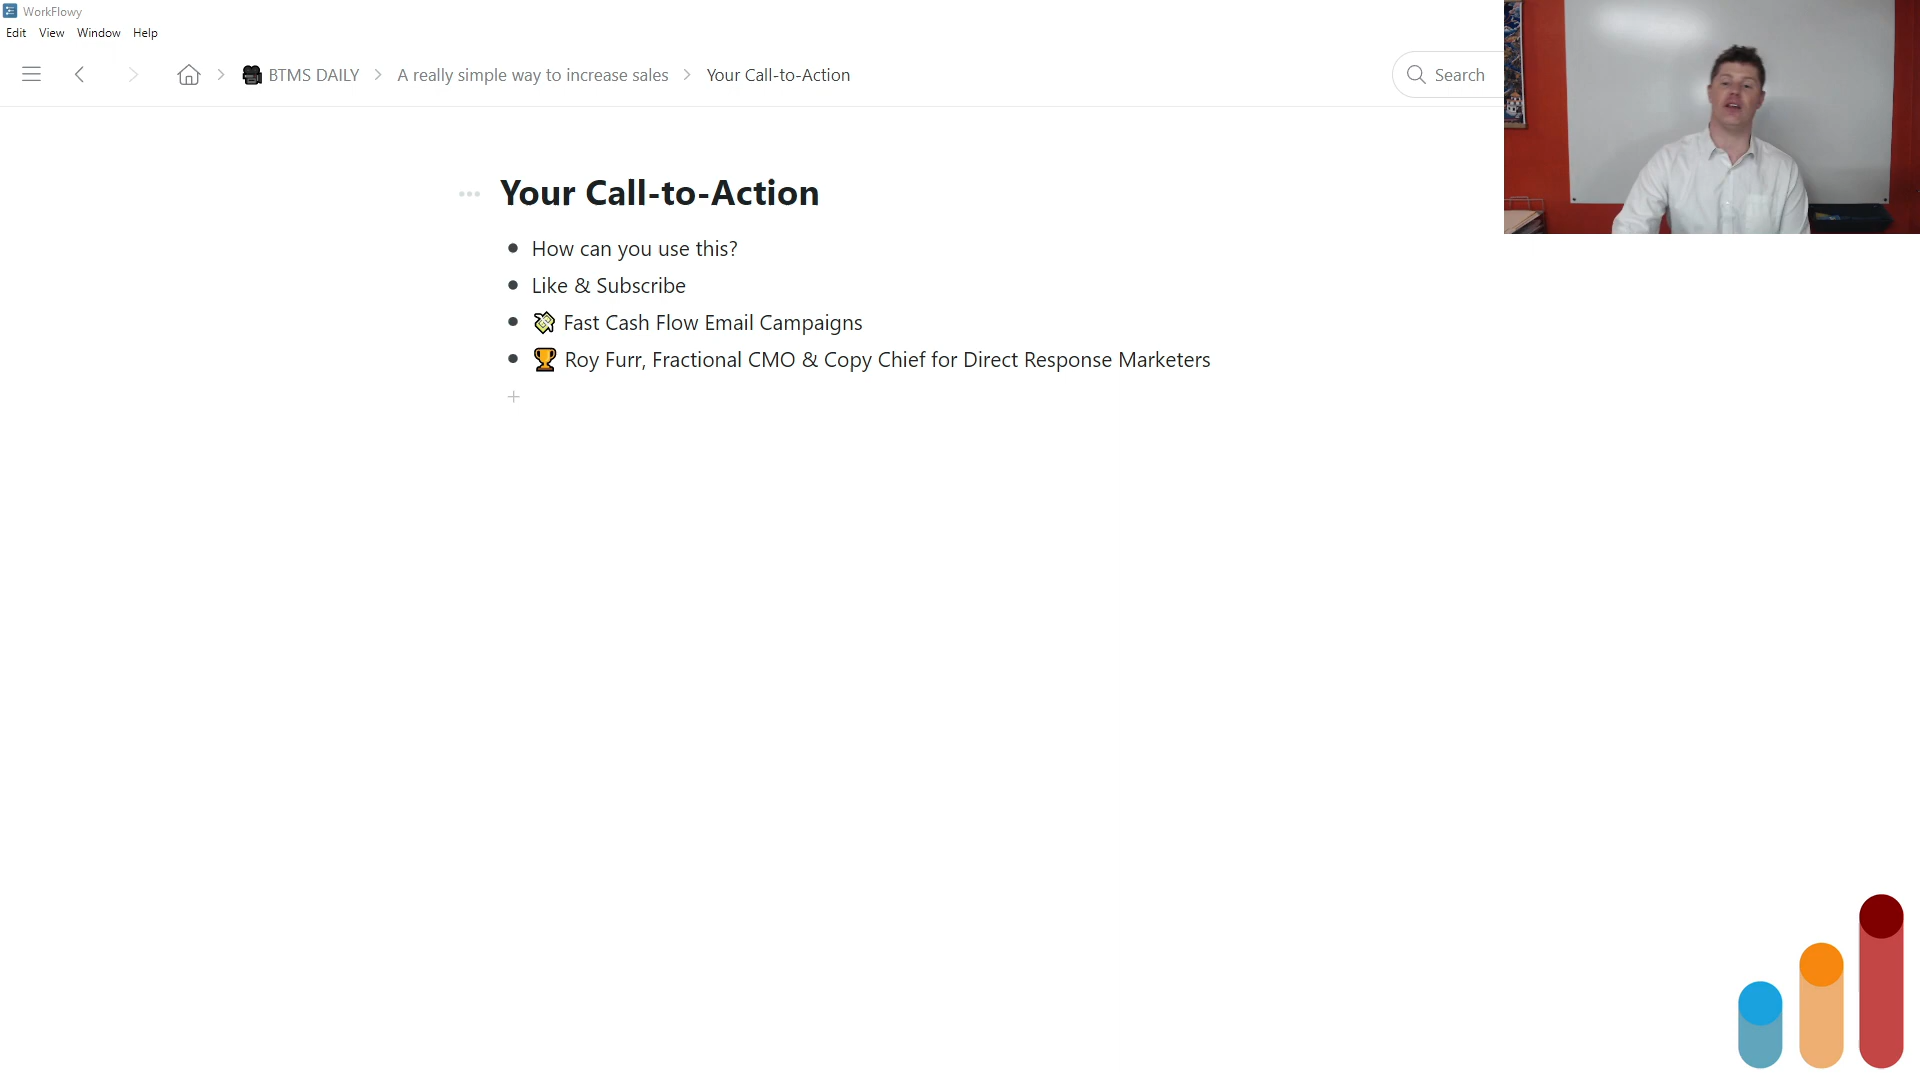 WorkFlowy
Edit View Window Help
BTMS DAILY A really simple way to increase sales Your Call-to-Action
Search
Your Call-to-Action
How can you use this?
Like & Subscribe
Fast Cash Flow Email Campaigns
Roy Furr, Fractional CMO & Copy Chief for Direct Response Marketers